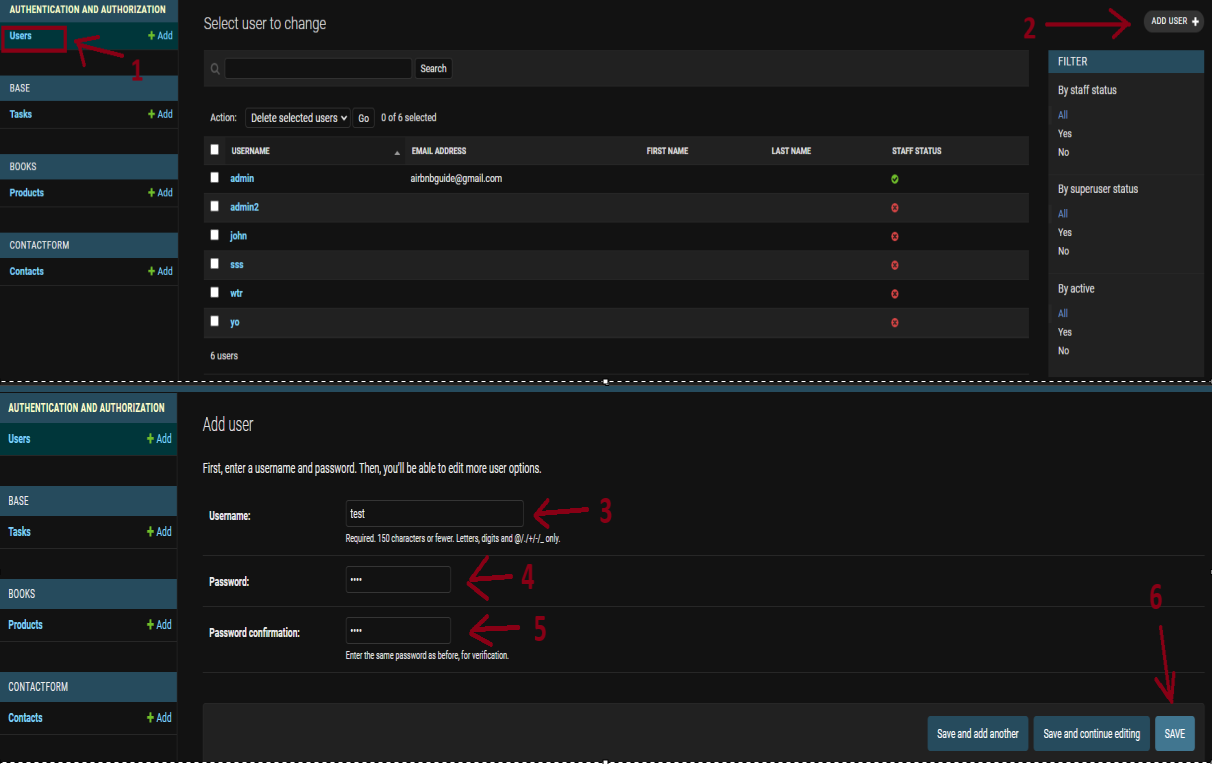 AUTHENTICATION AND AUTHORIZATION
Users + Add
1
BASE
Tasks + Add
BOOKS
Products + Add
CONTACTFORM
Contacts + Add
Select user to change
2
ADD USER +
Search
Action: Delete selected users Go 0 of 6 selected
USERNAME EMAIL ADDRESS FIRST NAME LAST NAME STAFF STATUS
admin airbnbguide@gmail.com
admin2
john
sss
wtr
yo
6 users
FILTER
By staff status
All
Yes
No
By superuser status
All
Yes
No
By active
All
Yes
No
AUTHENTICATION AND AUTHORIZATION
Users + Add
BASE
Tasks + Add
BOOKS
Products + Add
CONTACTFORM
Contacts + Add
Add user
First, enter a username and password. Then, you'll be able to edit more user options.
Username: test 3
Required. 150 characters or fewer. Letters, digits and @/./+/-/_ only.
Password: •••• 4
Password confirmation: •••• 5
Enter the same password as before, for verification.
6
Save and add another Save and continue editing SAVE